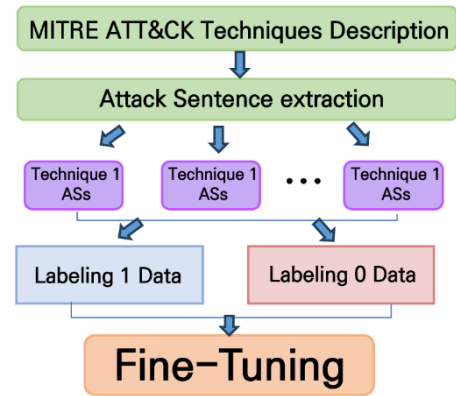 MITRE ATT&CK Techniques Description
Attack Sentence extraction
Technique 1
ASs
Technique 1
ASs
• • •
Technique 1
ASs
Labeling 1 Data
Labeling 0 Data
Fine-Tuning